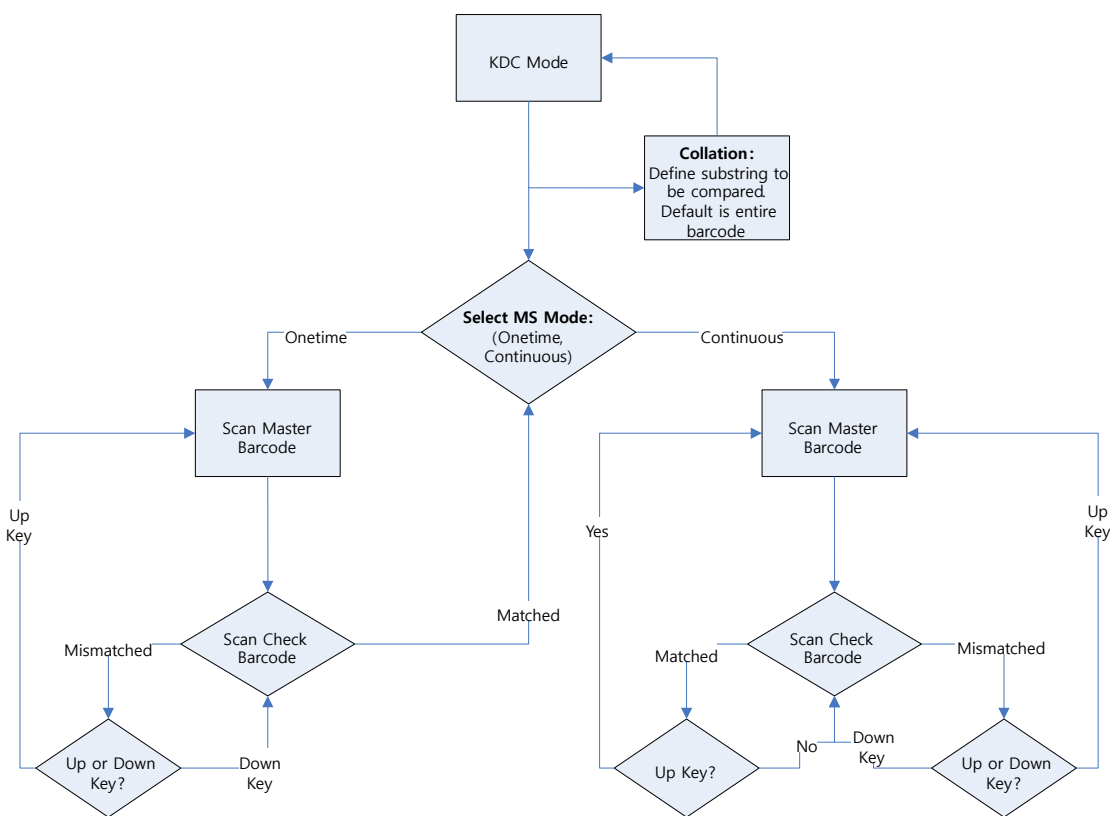 KDC Mode
Collation:
Define substring to
be compared.
Default is entire
barcode
Select MS Mode:
(Onetime,
Continuous)
Onetime
Continuous
Scan Master
Barcode
Scan Master
Barcode
Up
Key
Yes
Up
Key
Matched
Scan Check
Barcode
Mismatched
Scan Check
Barcode
Matched
Mismatched
Up or Down
Key?
Down
Key
Up Key?
No
Down
Key
Up or Down
Key?